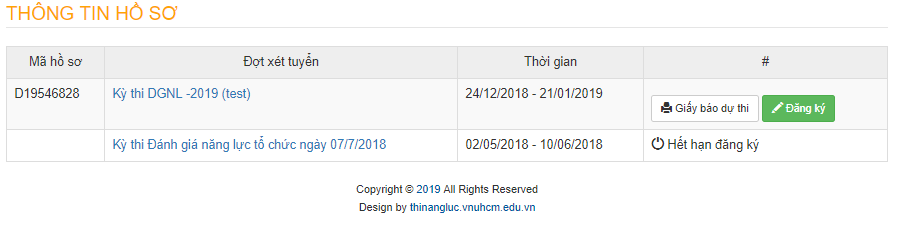 THÔNG TIN HỒ SƠ
Mã hồ sơ Đợt xét tuyển Thời gian #
D19546828 Kỳ thi DGNL -2019 (test) 24/12/2018 - 21/01/2019 Giấy báo dự thi Đăng ký
Kỳ thi Đánh giá năng lực tổ chức ngày 07/7/2018 02/05/2018 - 10/06/2018 Hết hạn đăng ký
Copyright © 2019 All Rights Reserved
Design by thinangluc.vnuhcm.edu.vn